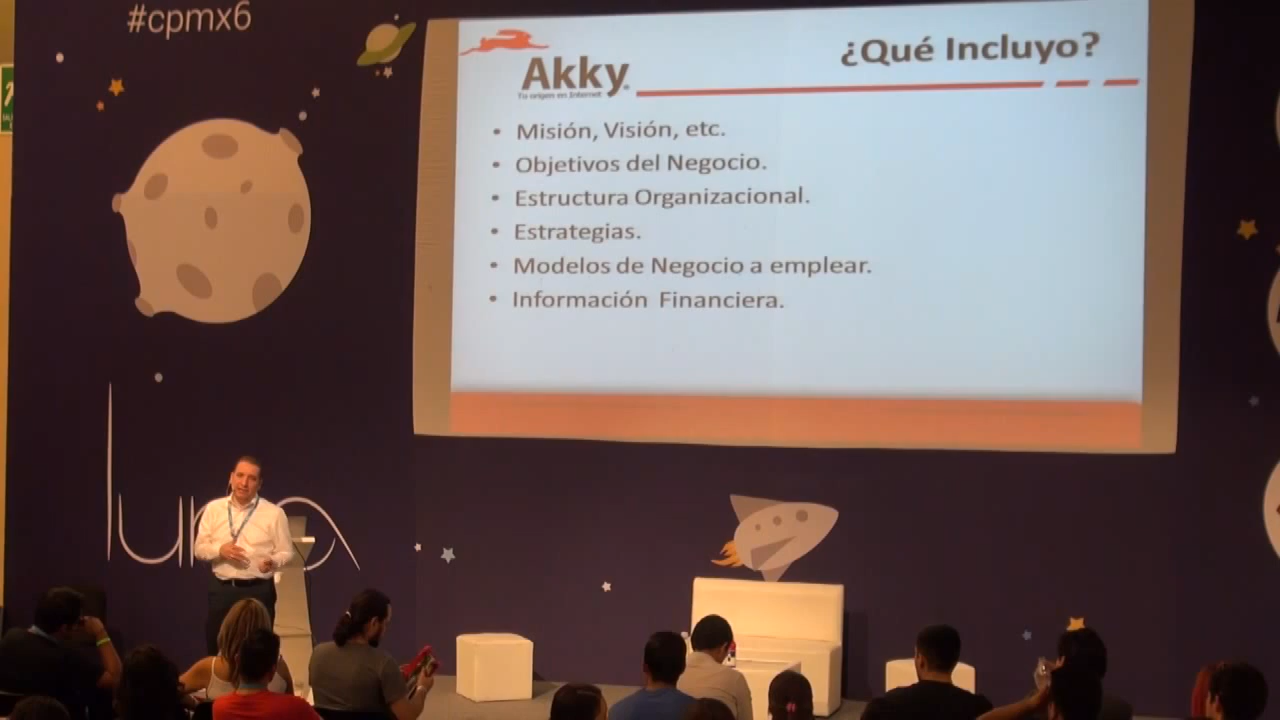 #cpmx6
Akky
Tu origen en Internet
¿Qué Incluyo?
• Misión, Visión, etc.
• Objetivos del Negocio.
• Estructura Organizacional.
• Estrategias.
• Modelos de Negocio a emplear.
• Información Financiera.